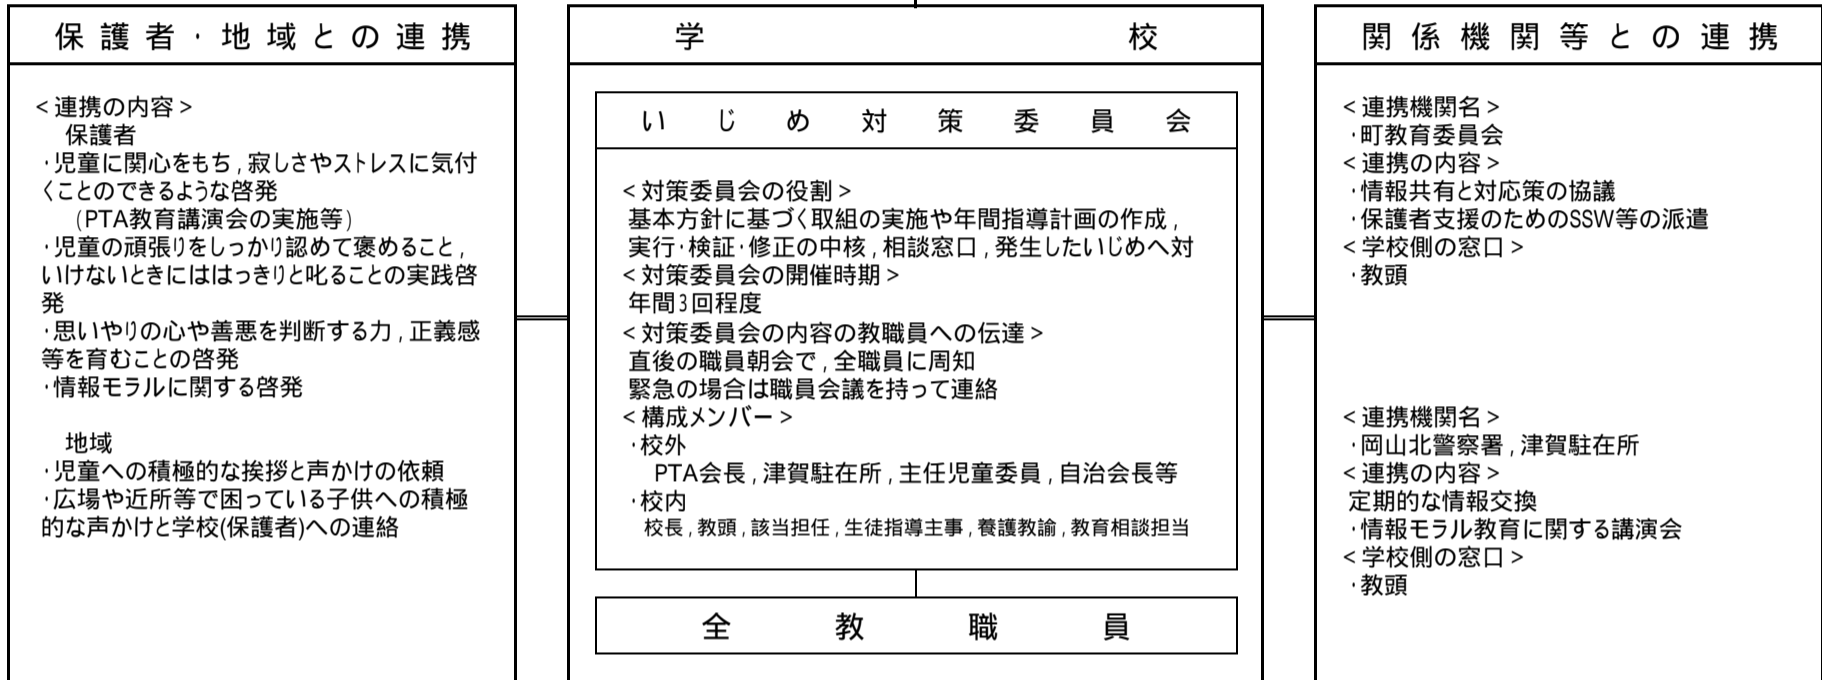 保護者・地域との連携
<連携の内容>
保護者
・児童に関心をもち,寂しさやストレスに気付
くことのできるような啓発
(PTA教育講演会の実施等)
・児童の頑張りをしっかり認めて褒めること,
いけないときにははっきりと叱ることの実践啓
発
・思いやりの心や善悪を判断する力,正義感
等を育むことの啓発
・情報モラルに関する啓発
地域
・児童への積極的な挨拶と声かけの依頼
・広場や近所等で困っている子供への積極
的な声かけと学校(保護者)への連絡
学校
いじめ対策委員会
<対策委員会の役割>
基本方針に基づく取組の実施や年間指導計画の作成,
実行・検証・修正の中核,相談窓口,発生したいじめへ対
<対策委員会の開催時期>
年間3回程度
<対策委員会の内容の教職員への伝達>
直後の職員朝会で,全職員に周知
緊急の場合は職員会議を持って連絡
<構成メンバー>
・校外
PTA会長,津賀駐在所,主任児童委員,自治会長等
・校内
校長,教頭,該当担任,生徒指導主事,養護教諭,教育相談担当
全教職員
関係機関等との連携
<連携機関名>
・町教育委員会
<連携の内容>
・情報共有と対応策の協議
・保護者支援のためのSSW等の派遣
<学校側の窓口>
・教頭
<連携機関名>
・岡山北警察署,津賀駐在所
<連携の内容>
定期的な情報交換
・情報モラル教育に関する講演会
<学校側の窓口>
・教頭